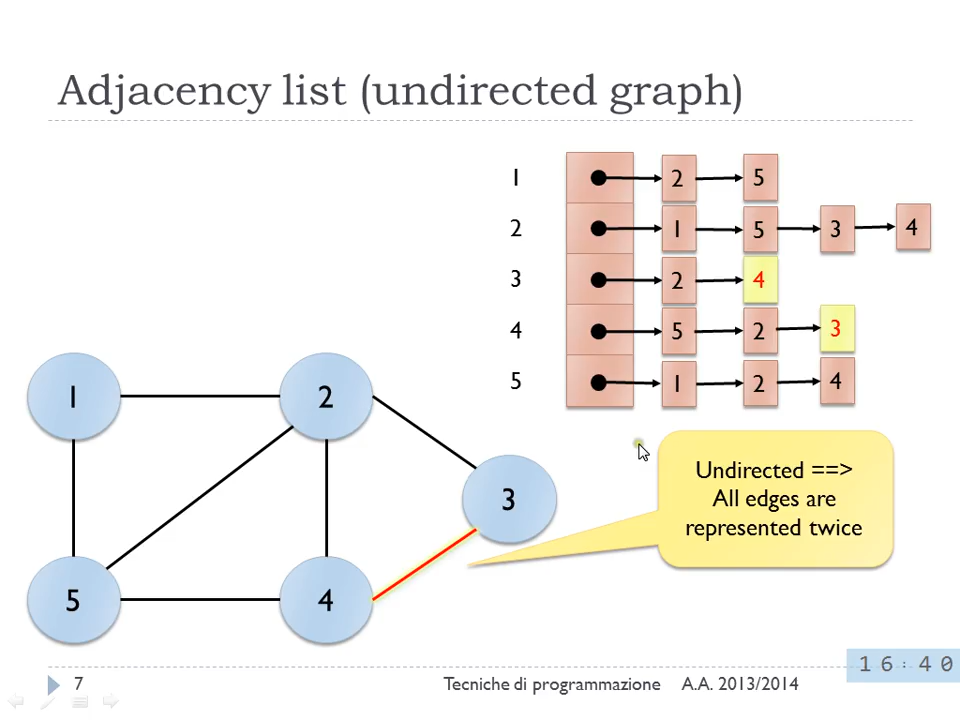 Adjacency list (undirected graph)
1 2 5
2 1 5 3 4
3 2 4
4 5 2 3
5 1 2 4
1 2
3
5 4
Undirected ==>
All edges are
represented twice
16:40
7 Tecniche di programmazione A.A. 2013/2014